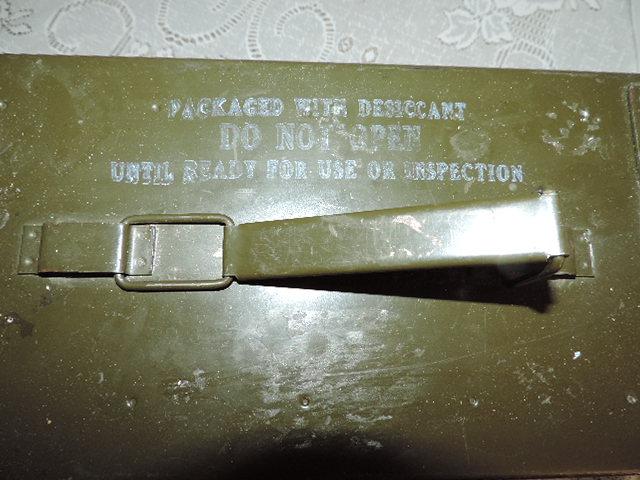 PACKAGED WITH DESICCANT
DO NOT OPEN
UNTIL READY FOR USE OR INSPECTION